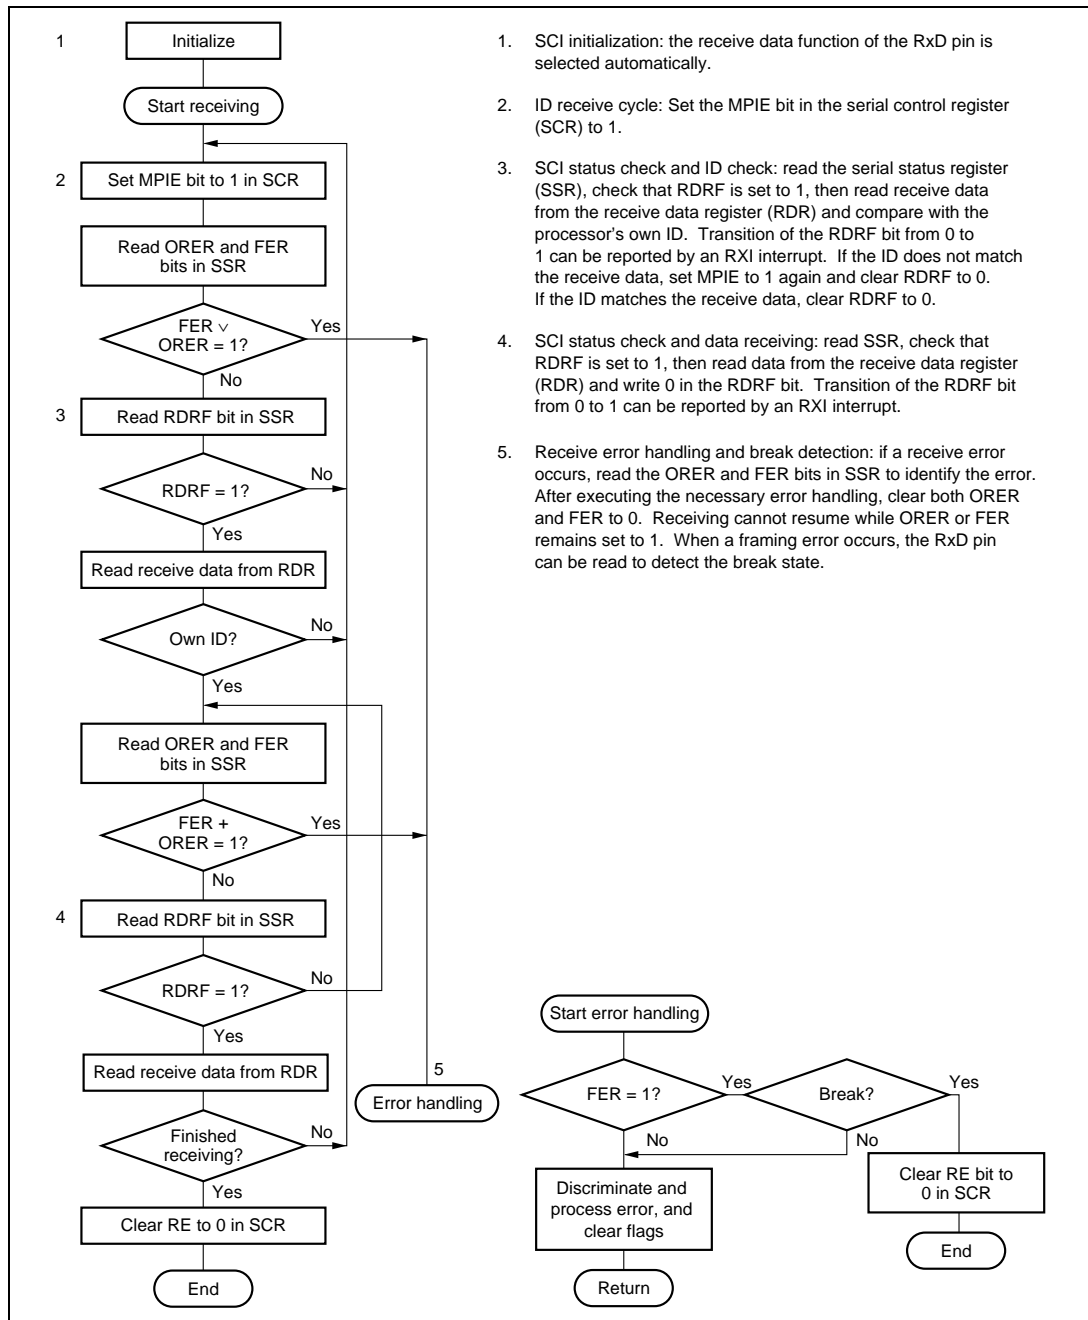 1
Initialize
Start receiving
2
Set MPIE bit to 1 in SCR
Read ORER and FER
bits in SSR
FER ∨
ORER = 1?
Yes
No
3
Read RDRF bit in SSR
RDRF = 1?
No
Yes
Read receive data from RDR
Own ID?
No
Yes
Read ORER and FER
bits in SSR
FER +
ORER = 1?
Yes
No
4
Read RDRF bit in SSR
RDRF = 1?
No
Yes
Read receive data from RDR
5
Error handling
Finished
receiving?
No
Yes
Clear RE to 0 in SCR
End
1. SCI initialization: the receive data function of the RxD pin is
selected automatically.
2. ID receive cycle: Set the MPIE bit in the serial control register
(SCR) to 1.
3. SCI status check and ID check: read the serial status register
(SSR), check that RDRF is set to 1, then read receive data
from the receive data register (RDR) and compare with the
processor's own ID. Transition of the RDRF bit from 0 to
1 can be reported by an RXI interrupt. If the ID does not match
the receive data, set MPIE to 1 again and clear RDRF to 0.
If the ID matches the receive data, clear RDRF to 0.
4. SCI status check and data receiving: read SSR, check that
RDRF is set to 1, then read data from the receive data register
(RDR) and write 0 in the RDRF bit. Transition of the RDRF bit
from 0 to 1 can be reported by an RXI interrupt.
5. Receive error handling and break detection: if a receive error
occurs, read the ORER and FER bits in SSR to identify the error.
After executing the necessary error handling, clear both ORER
and FER to 0. Receiving cannot resume while ORER or FER
remains set to 1. When a framing error occurs, the RxD pin
can be read to detect the break state.
Start error handling
FER = 1?
Yes
Break?
Yes
No
No
Discriminate and
process error, and
clear flags
Clear RE bit to
0 in SCR
Return
End